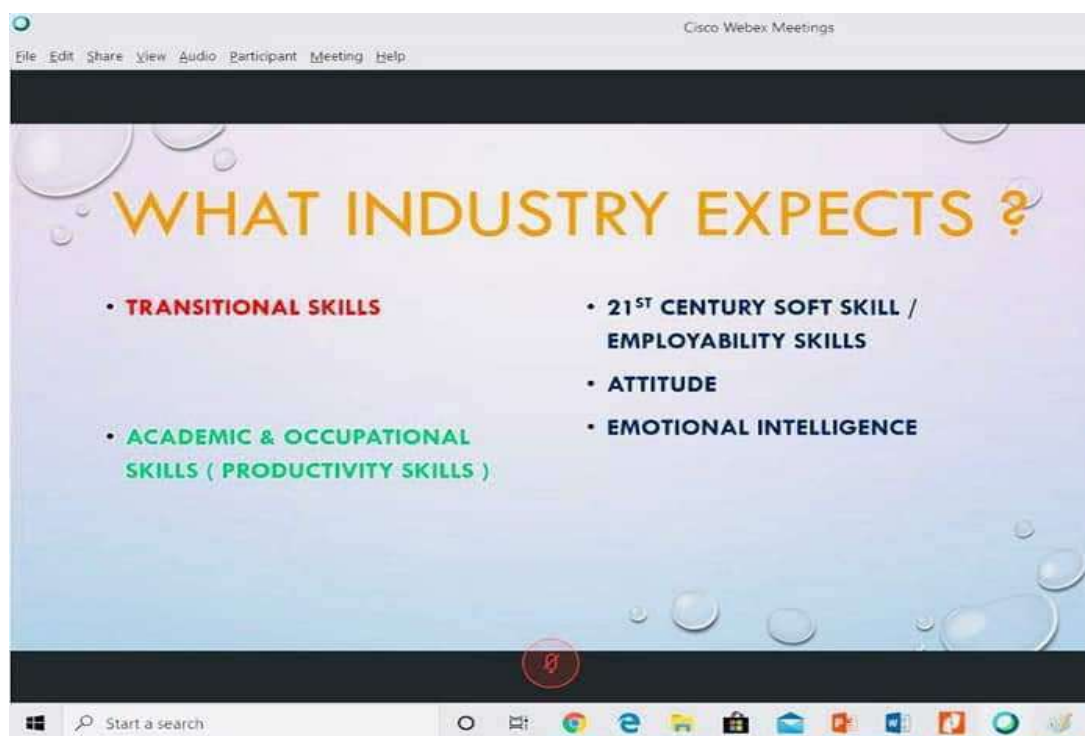 Cisco Webex Meetings
File Edit Share View Audio Participant Meeting Help
WHAT INDUSTRY EXPECTS ?
• TRANSITIONAL SKILLS
• ACADEMIC & OCCUPATIONAL
SKILLS ( PRODUCTIVITY SKILLS )
• 21ST CENTURY SOFT SKILL /
EMPLOYABILITY SKILLS
• ATTITUDE
• EMOTIONAL INTELLIGENCE
Start a search